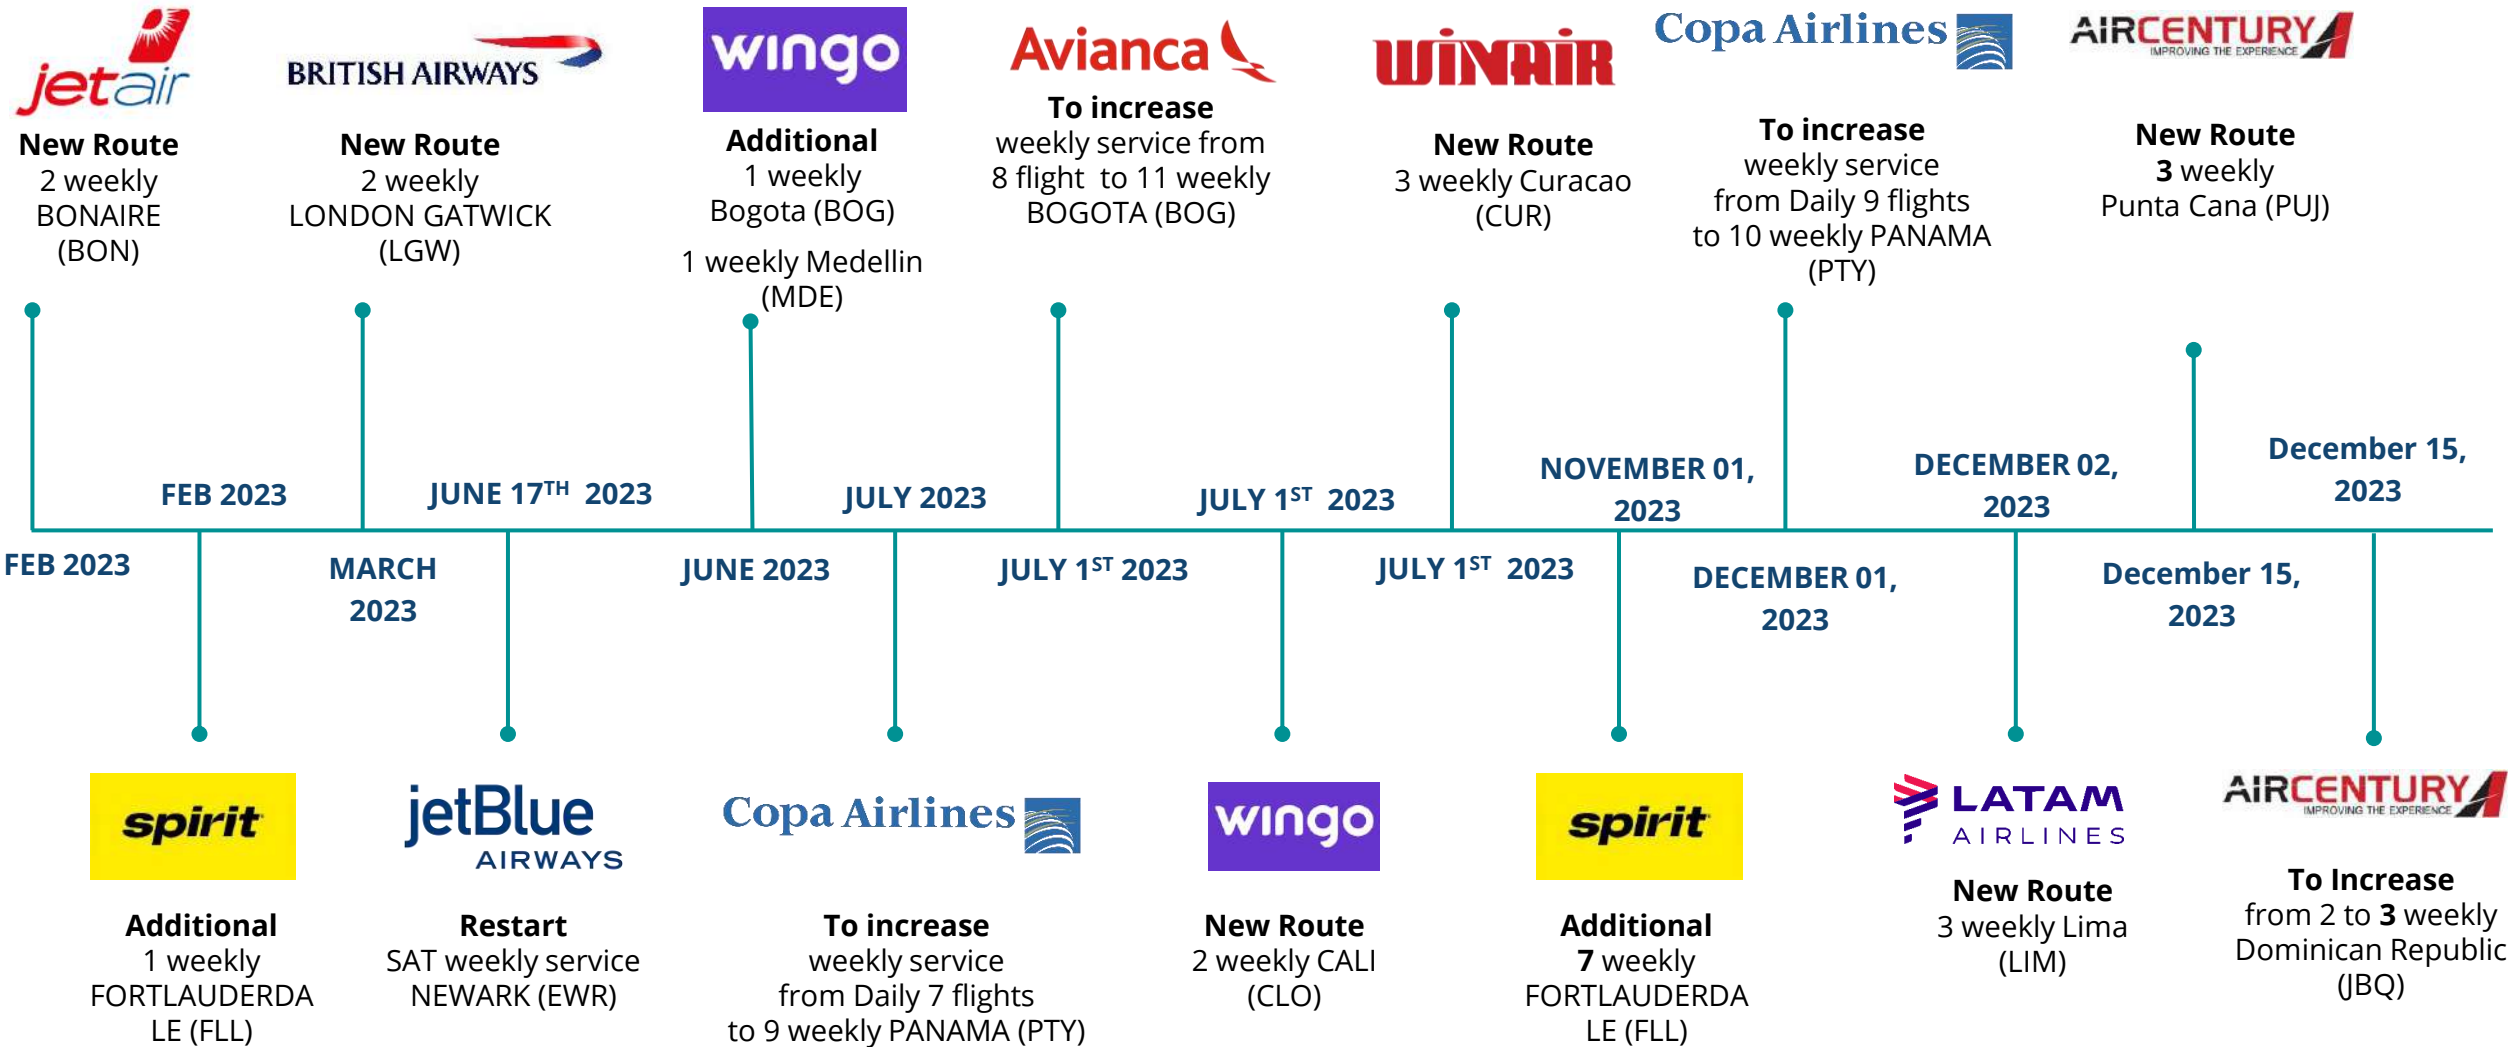 jetair
New Route
2 weekly
BONAIRE
(BON)
BRITISH AIRWAYS
New Route
2 weekly
LONDON GATWICK
(LGW)
wingo
Additional
1 weekly
Bogota (BOG)
1 weekly Medellin
(MDE)
Avianca
To increase
weekly service from
8 flight to 11 weekly
BOGOTA (BOG)
WINAIR
New Route
3 weekly Curacao
(CUR)
Copa Airlines
To increase
weekly service
from Daily 9 flights
to 10 weekly PANAMA
(PTY)
AIRCENTURY
IMPROVING THE EXPERIENCE
New Route
3 weekly
Punta Cana (PUJ)
FEB 2023
JUNE 17TH 2023
JULY 2023
JULY 1ST 2023
NOVEMBER 01,
2023
DECEMBER 02,
2023
December 15,
2023
FEB 2023
MARCH
2023
JUNE 2023
JULY 1ST 2023
JULY 1ST 2023
DECEMBER 01,
2023
December 15,
2023
spirit
Additional
1 weekly
FORTLAUDERDA
LE (FLL)
jetBlue
AIRWAYS
Restart
SAT weekly service
NEWARK (EWR)
Copa Airlines
To increase
weekly service
from Daily 7 flights
to 9 weekly PANAMA (PTY)
wingo
New Route
2 weekly CALI
(CLO)
spirit
Additional
7 weekly
FORTLAUDERDA
LE (FLL)
LATAM
AIRLINES
New Route
3 weekly Lima
(LIM)
AIRCENTURY
IMPROVING THE EXPERIENCE
To Increase
from 2 to 3 weekly
Dominican Republic
(JBQ)